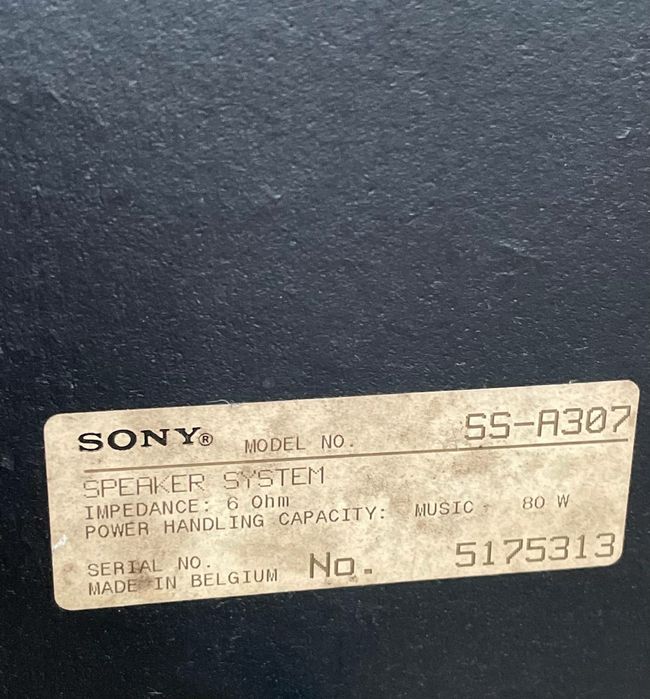 SONY® MODEL NO. SS-A307
SPEAKER SYSTEM
IMPEDANCE: 6 Ohm
POWER HANDLING CAPACITY: MUSIC 80 W
SERIAL NO. No. 5175313
MADE IN BELGIUM